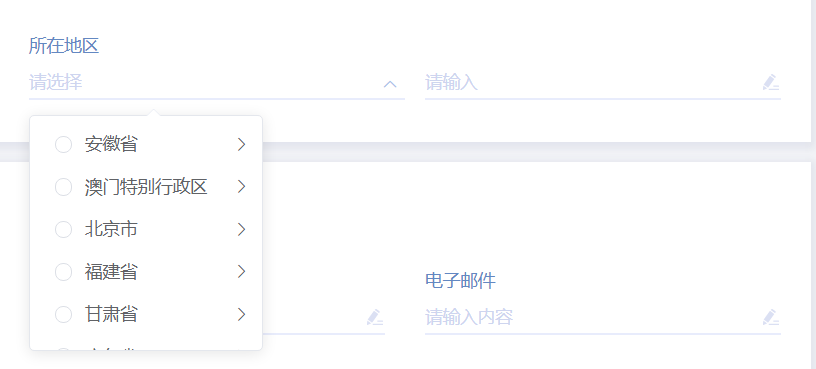 所在地区
请选择
请输入
安徽省
澳门特别行政区
北京市
福建省
甘肃省
电子邮件
请输入内容